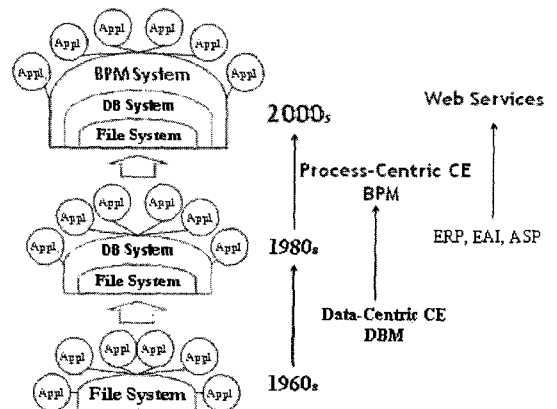 Appl
Appl
Appl
Appl
Appl
Appl
Appl
Appl
BPM System
DB System
File System
2000s
Web Services
Process-Centric CE
BPM
Appl
Appl
Appl
Appl
Appl
Appl
DB System
File System
1980s
ERP, EAI, ASP
Data-Centric CE
DBM
Appl
Appl
Appl
Appl
Appl
Appl
File System
1960s